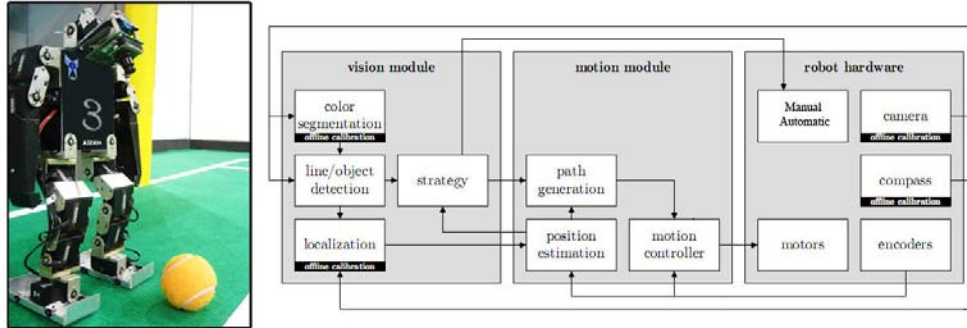 3
vision module
color
segmentation
offline calibration
line/object
detection
strategy
localization
offline calibration
motion module
path
generation
position
estimation
motion
controller
robot hardware
Manual
Automatic
camera
offline calibration
compass
offline calibration
motors
encoders